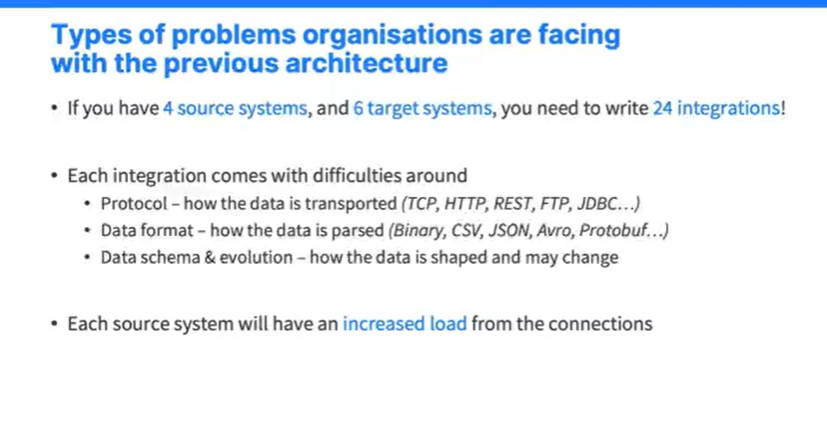 Types of problems organisations are facing
with the previous architecture
• If you have 4 source systems, and 6 target systems, you need to write 24 integrations!
• Each integration comes with difficulties around
• Protocol – how the data is transported (TCP, HTTP, REST, FTP, JDBC…)
• Data format – how the data is parsed (Binary, CSV, JSON, Avro, Protobuf…)
• Data schema & evolution – how the data is shaped and may change
• Each source system will have an increased load from the connections